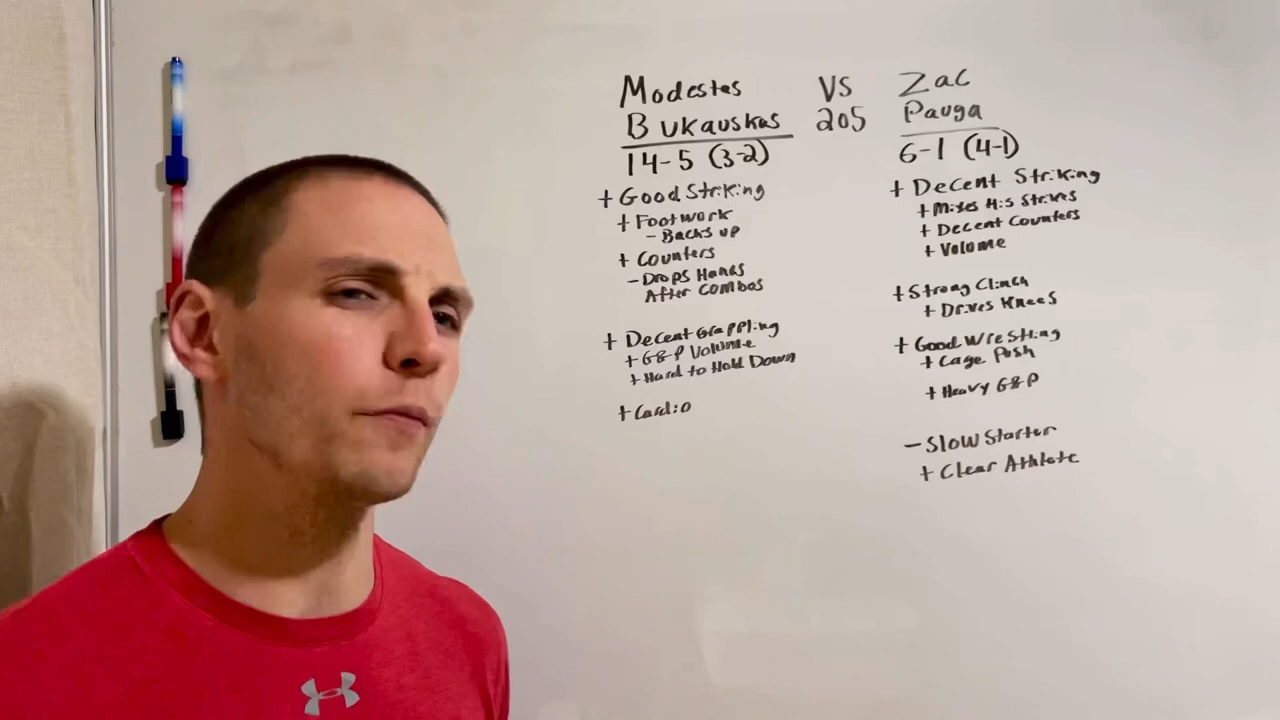 Modestas
Bukauskas
14-5 (3-2)
+ Good Striking
+ Footwork
- Backs up
+ Counters
- Drops Hands
After Combos
+ Decent Grappling
+ G&P Volume
+ Hard to Hold Down
+ Cardio
VS
205
Zac
Pauga
6-1 (4-1)
+ Decent Striking
+ Mixes His Strikes
+ Decent Counters
+ Volume
+ Strong Clinch
+ Drives Knees
+ Good Wrestling
+ Cage Push
+ Heavy G&P
- Slow Starter
+ Clear Athlete